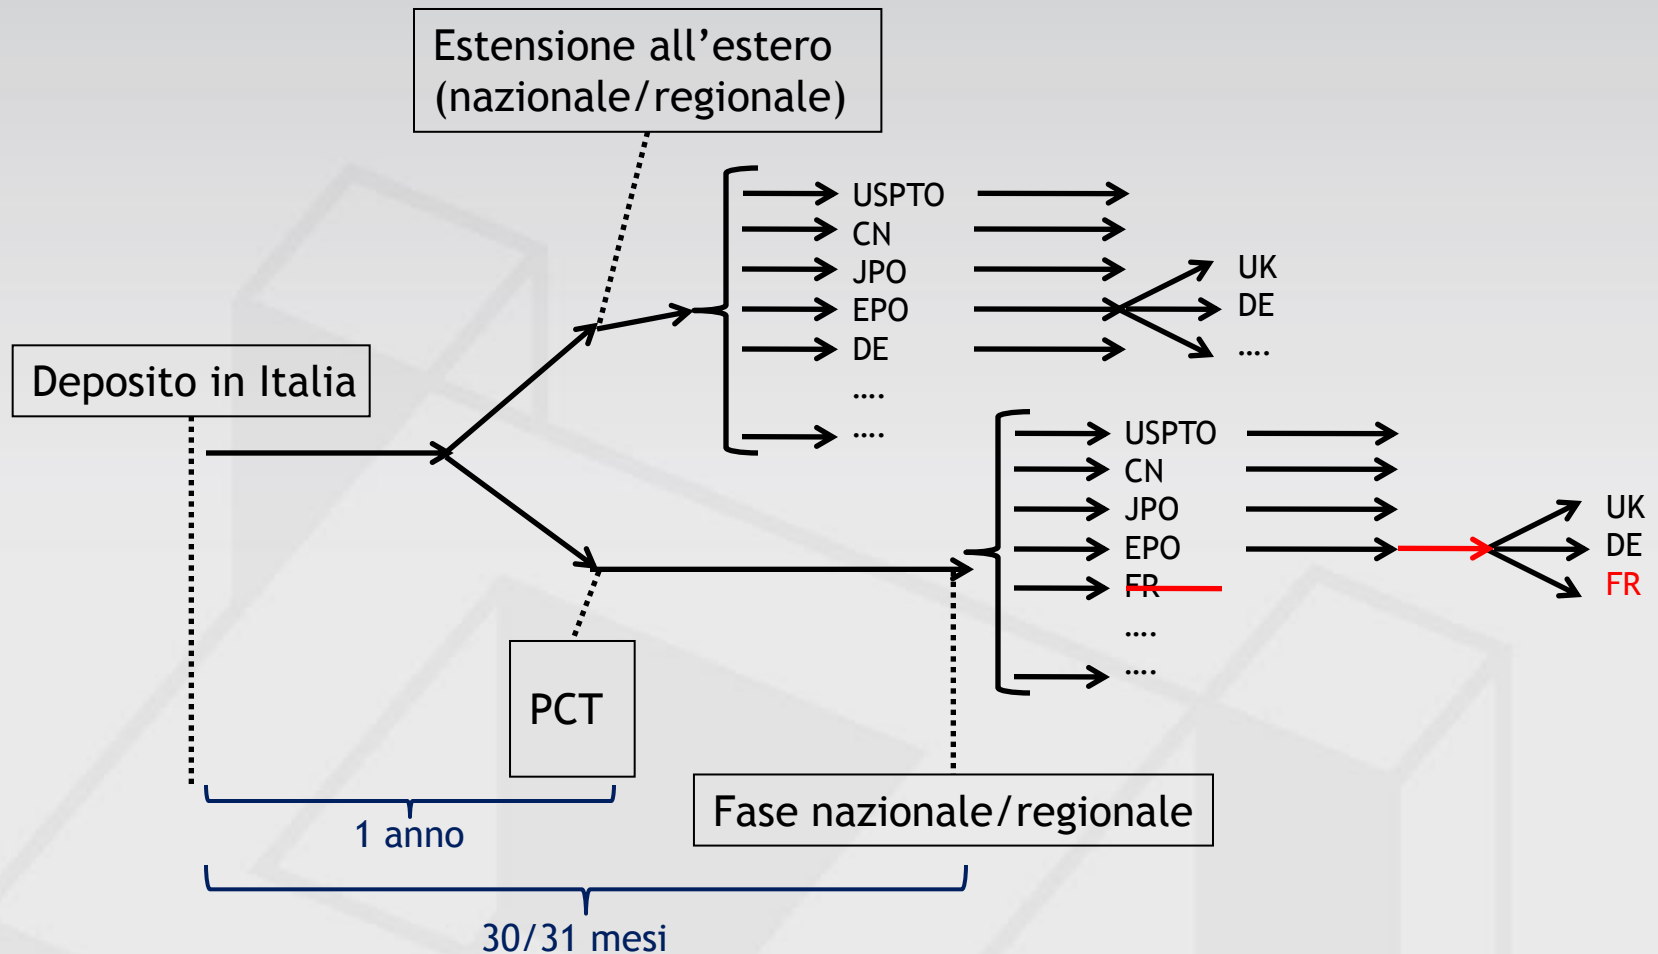 Estensione all’estero
(nazionale/regionale)
USPTO
CN
JPO
EPO
DE
....
....
UK
DE
....
Deposito in Italia
USPTO
CN
JPO
EPO
FR
....
....
UK
DE
FR
PCT
Fase nazionale/regionale
1 anno
30/31 mesi